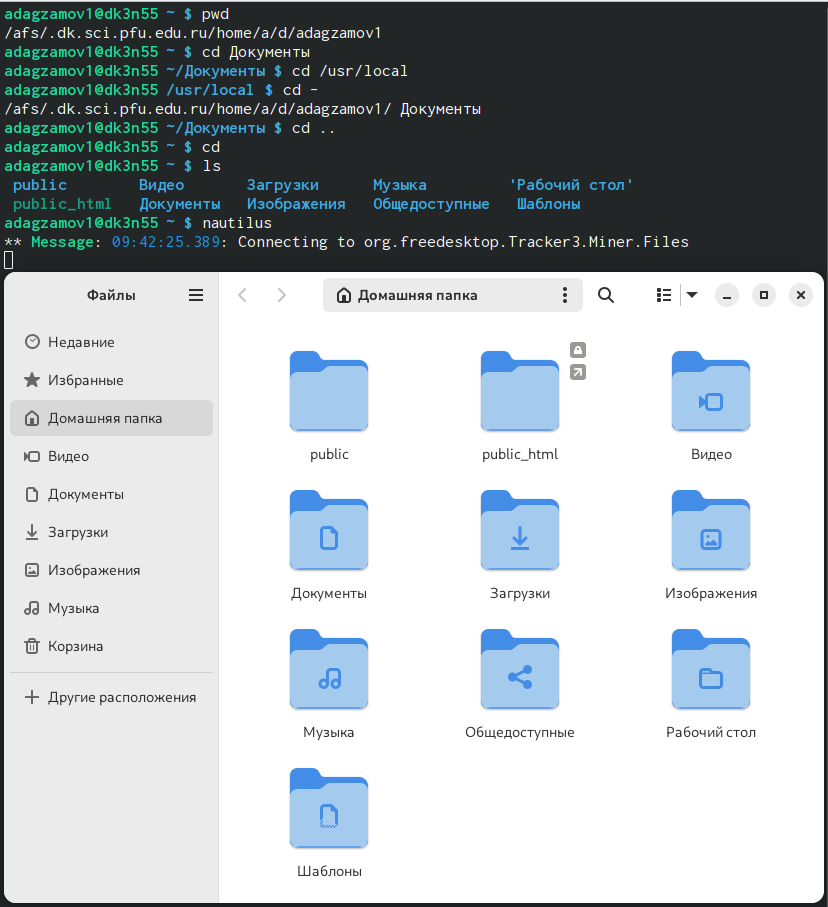 adagzamov1@dk3n55 ~ $ pwd
/afs/.dk.sci.pfu.edu.ru/home/a/d/adagzamov1
adagzamov1@dk3n55 ~ $ cd Документы
adagzamov1@dk3n55 ~/Документы $ cd /usr/local
adagzamov1@dk3n55 /usr/local $ cd -
/afs/.dk.sci.pfu.edu.ru/home/a/d/adagzamov1/ Документы
adagzamov1@dk3n55 ~/Документы $ cd ..
adagzamov1@dk3n55 ~ $ cd
adagzamov1@dk3n55 ~ $ ls
public Видео Загрузки Музыка 'Рабочий стол'
public_html Документы Изображения Общедоступные Шаблоны
adagzamov1@dk3n55 ~ $ nautilus
** Message: 09:42:25.389: Connecting to org.freedesktop.Tracker3.Miner.Files
Файлы
Домашняя папка
Недавние
Избранные
Домашняя папка
Видео
Документы
Загрузки
Изображения
Музыка
Корзина
Другие расположения
public public_html Видео
Документы Загрузки Изображения
Музыка Общедоступные Рабочий стол
Шаблоны